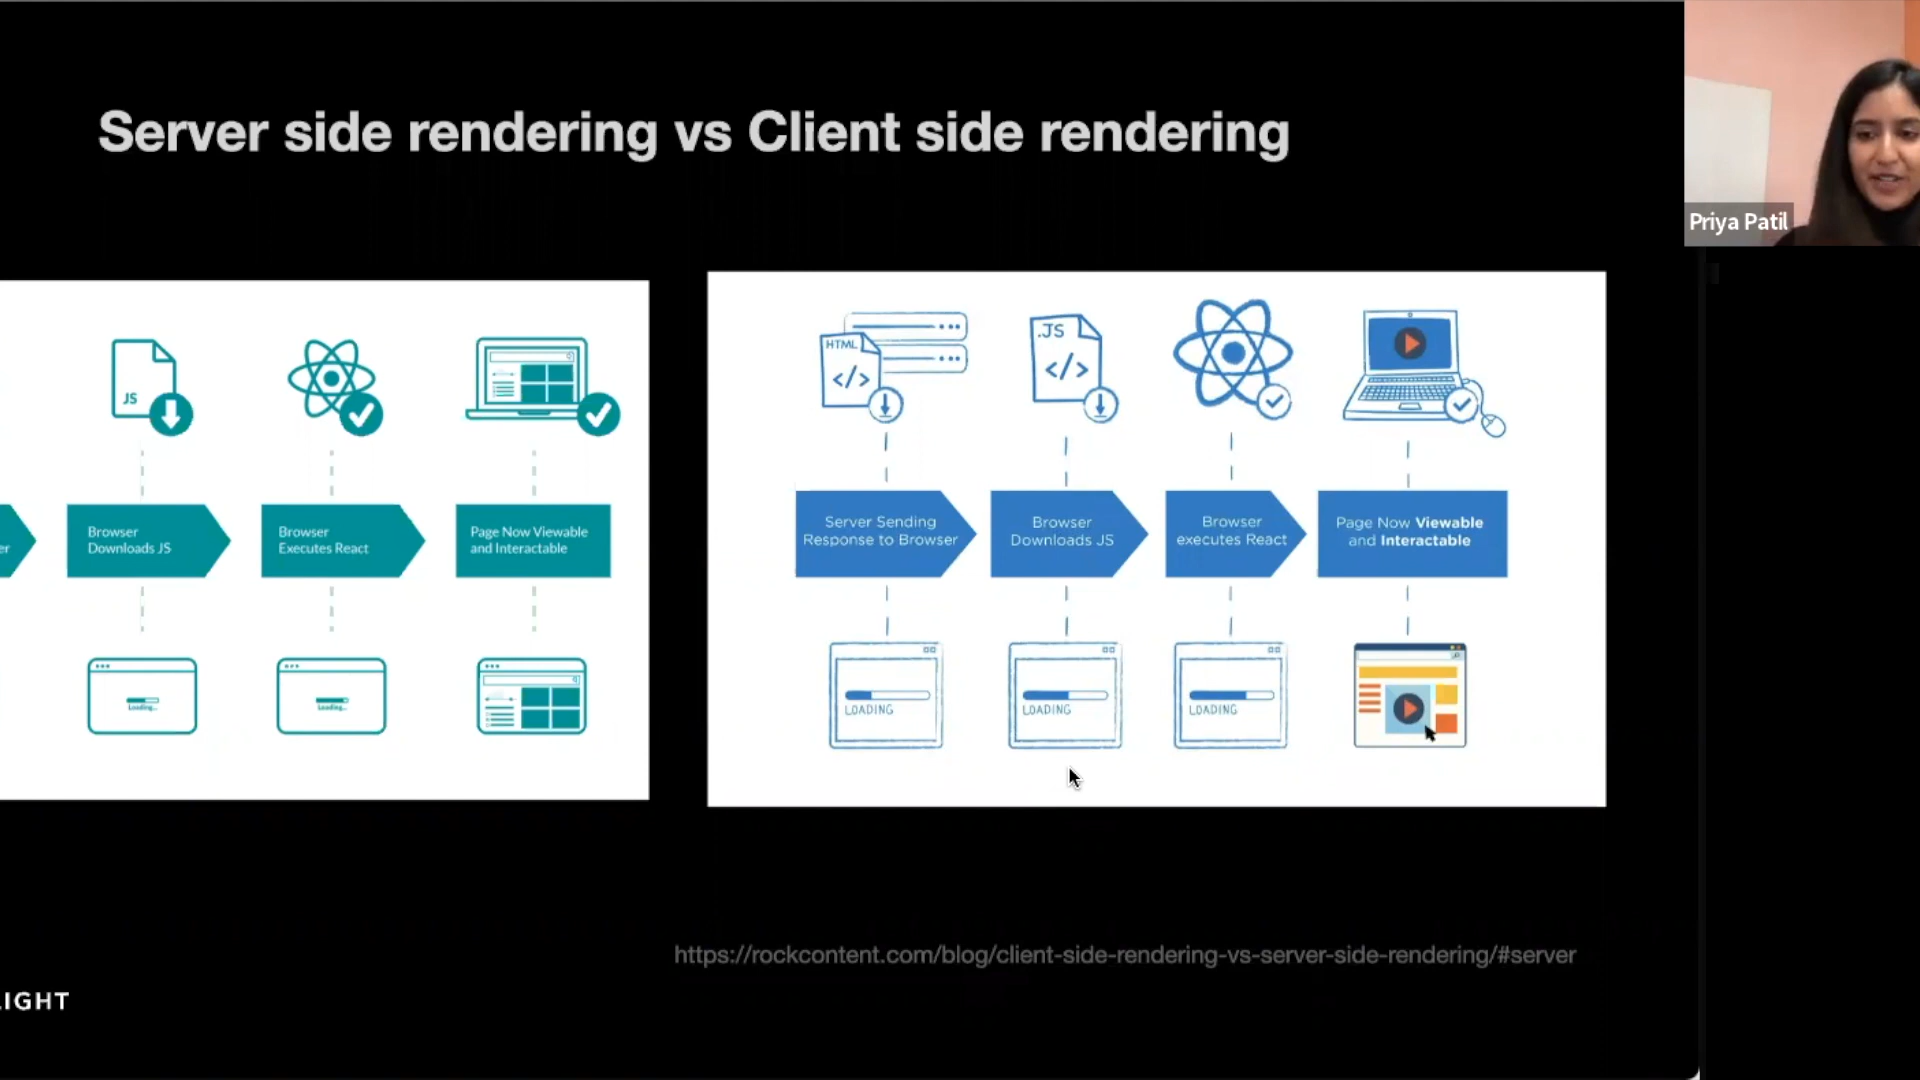 Server side rendering vs Client side rendering
Priya Patil
JS
er
Browser
Downloads JS
Browser
Executes React
Page Now Viewable
and Interactable
Loading...
Loading...
HTML
</>
.JS
</>
Server Sending
Response to Browser
Browser
Downloads JS
Browser
executes React
Page Now Viewable
and Interactable
LOADING
LOADING
LOADING
https://rockcontent.com/blog/client-side-rendering-vs-server-side-rendering/#server
IGHT